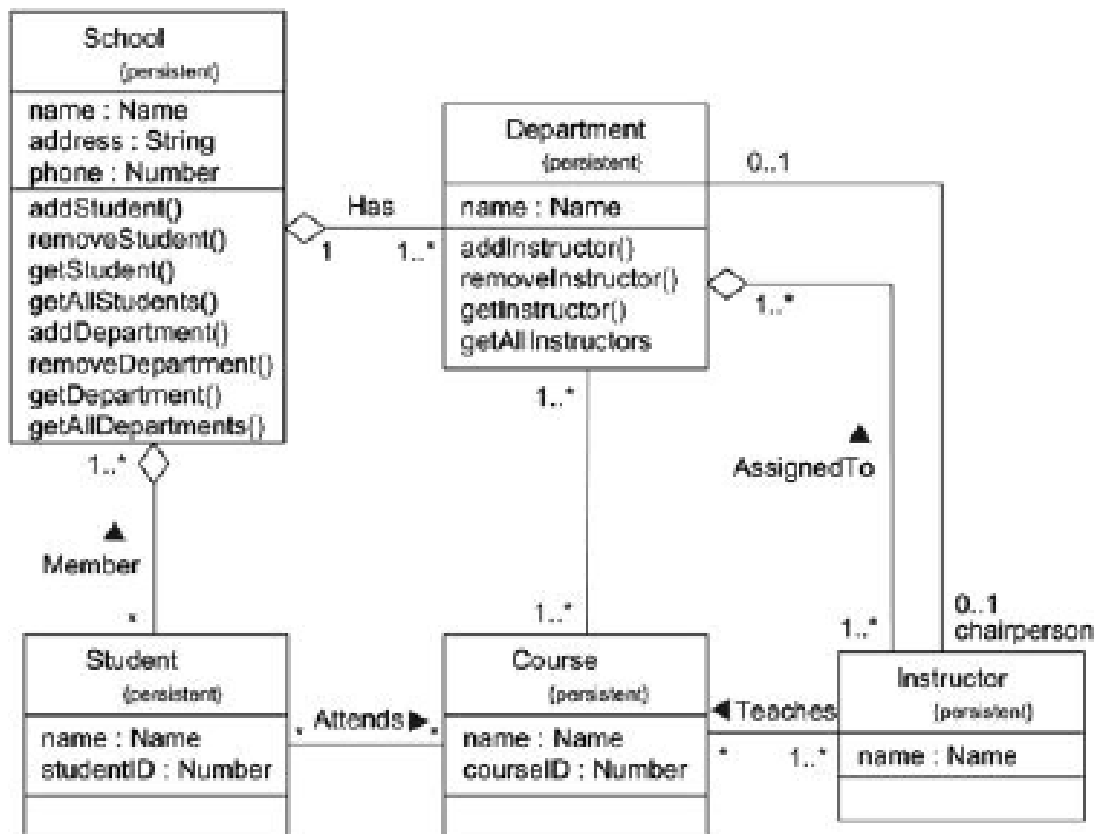 School
{persistent}
name : Name
address : String
phone : Number
addStudent()
removeStudent()
getStudent()
getAllStudents()
addDepartment()
removeDepartment()
getDepartment()
getAllDepartments()
Has
1
1..*
Department
{persistent}
name : Name
addInstructor()
removeInstructor()
getInstructor()
getAllInstructors
0..1
1..*
1..*
1..*
Member
*
AssignedTo
1..*
1..*
0..1
chairperson
Student
{persistent}
name : Name
studentID : Number
* Attends *
Course
{persistent}
name : Name
courseID : Number
Teaches
* 1..*
Instructor
{persistent}
name : Name